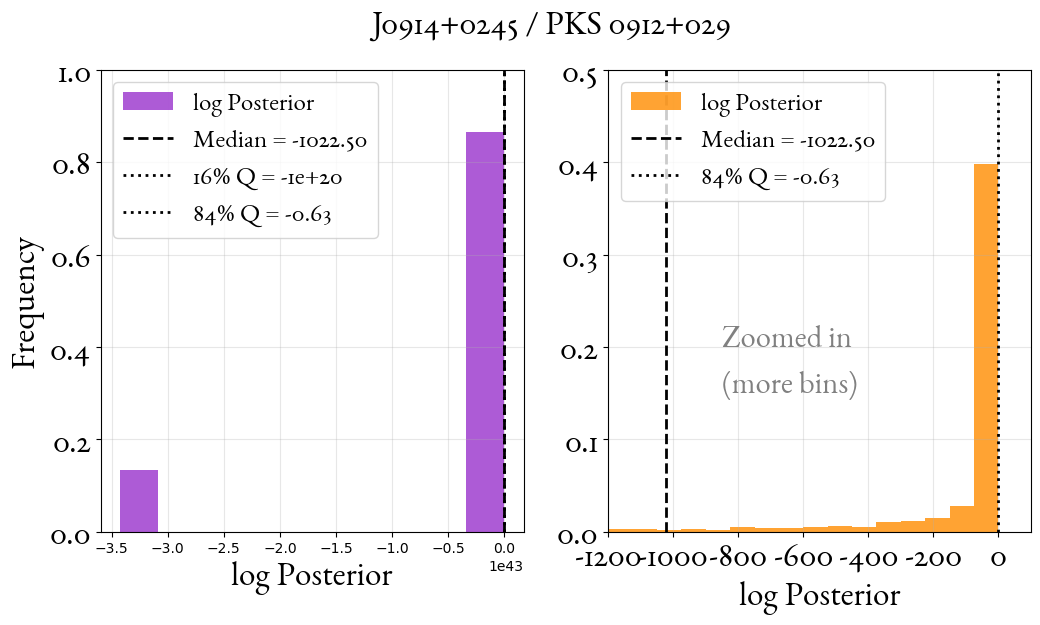 J0914+0245 / PKS 0912+029
1.0
0.8
0.6
0.4
0.2
0.0
Frequency
log Posterior
Median = -1022.50
16% Q = -1e+20
84% Q = -0.63
-3.5 -3.0 -2.5 -2.0 -1.5 -1.0 -0.5 0.0
1e43
log Posterior
0.5
0.4
0.3
0.2
0.1
0.0
log Posterior
Median = -1022.50
84% Q = -0.63
Zoomed in
(more bins)
-1200 -1000 -800 -600 -400 -200 0
log Posterior